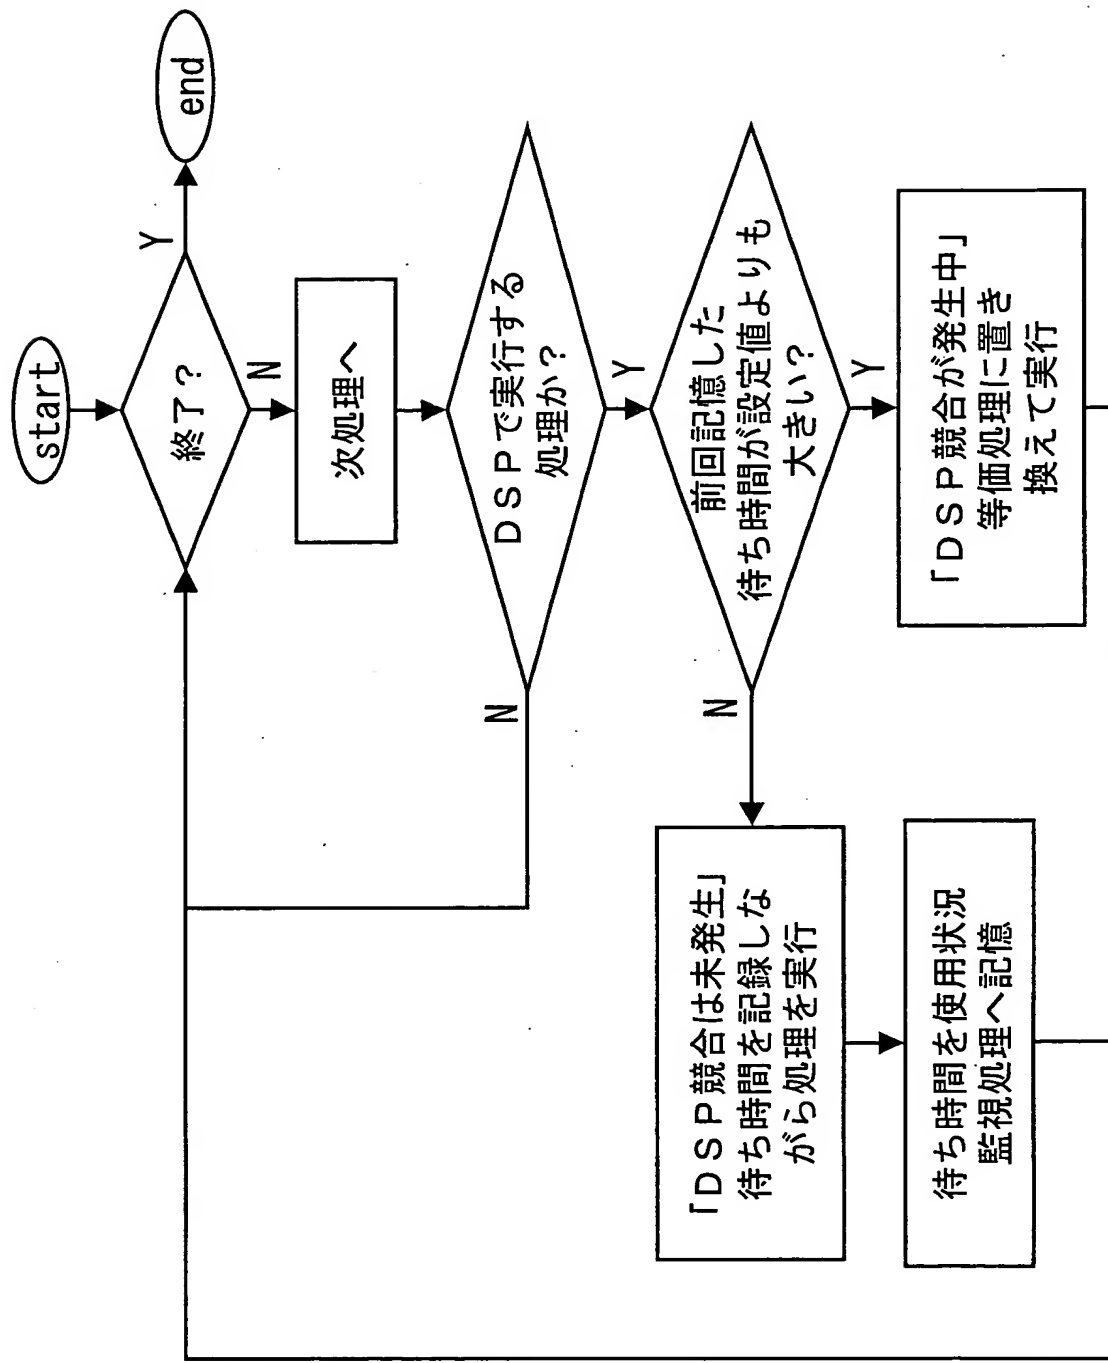 start
終了?
Y
end
N
次処理へ
DSPで実行する
処理か?
N
Y
前回記憶した
待ち時間が設定値よりも
大きい?
N
Y
「DSP競合は未発生」
待ち時間を記録しな
がら処理を実行
「DSP競合が発生中」
等価処理に置き
換えて実行
待ち時間を使用状況
監視処理へ記憶